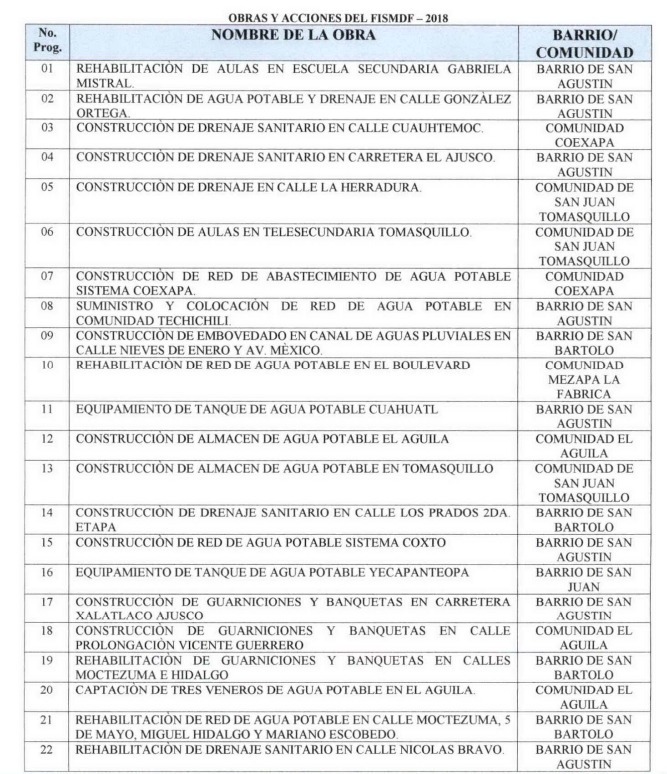 OBRAS Y ACCIONES DEL FISMDF – 2018
No. Prog.
NOMBRE DE LA OBRA
BARRIO/
COMUNIDAD
01 REHABILITACIÓN DE AULAS EN ESCUELA SECUNDARIA GABRIELA BARRIO DE SAN
MISTRAL. AGUSTIN
02 REHABILITACIÓN DE AGUA POTABLE Y DRENAJE EN CALLE GONZÀLEZ BARRIO DE SAN
ORTEGA. AGUSTIN
03 CONSTRUCCIÓN DE DRENAJE SANITARIO EN CALLE CUAUHTEMOC. COMUNIDAD
COEXAPA
04 CONSTRUCCIÓN DE DRENAJE SANITARIO EN CARRETERA EL AJUSCO. BARRIO DE SAN
AGUSTIN
05 CONSTRUCCIÓN DE DRENAJE EN CALLE LA HERRADURA. COMUNIDAD DE
SAN JUAN
TOMASQUILLO
06 CONSTRUCCIÒN DE AULAS EN TELESECUNDARIA TOMASQUILLO. COMUNIDAD DE
SAN JUAN
TOMASQUILLO
07 CONSTRUCCIÓN DE RED DE ABASTECIMIENTO DE AGUA POTABLE COMUNIDAD
SISTEMA COEXAPA. COEXAPA
08 SUMINISTRO Y COLOCACIÓN DE RED DE AGUA POTABLE EN BARRIO DE SAN
COMUNIDAD TECHICHILI. AGUSTIN
09 CONSTRUCCIÓN DE EMBOVEDADO EN CANAL DE AGUAS PLUVIALES EN BARRIO DE SAN
CALLE NIEVES DE ENERO Y AV. MÈXICO. BARTOLO
10 REHABILITACIÓN DE RED DE AGUA POTABLE EN EL BOULEVARD COMUNIDAD
MEZAPA LA
FABRICA
11 EQUIPAMIENTO DE TANQUE DE AGUA POTABLE CUAHUATL BARRIO DE SAN
AGUSTIN
12 CONSTRUCCIÒN DE ALMACEN DE AGUA POTABLE EL AGUILA COMUNIDAD EL
AGUILA
13 CONSTRUCCIÒN DE ALMACEN DE AGUA POTABLE EN TOMASQUILLO COMUNIDAD DE
SAN JUAN
TOMASQUILLO
14 CONSTRUCCIÒN DE DRENAJE SANITARIO EN CALLE LOS PRADOS 2DA. BARRIO DE SAN
ETAPA BARTOLO
15 CONSTRUCCIÒN DE RED DE AGUA POTABLE SISTEMA COXTO BARRIO DE SAN
AGUSTIN
16 EQUIPAMIENTO DE TANQUE DE AGUA POTABLE YECAPANTEOPA BARRIO DE SAN
JUAN
17 CONSTRUCCIÒN DE GUARNICIONES Y BANQUETAS EN CARRETERA BARRIO DE SAN
XALATLACO AJUSCO AGUSTIN
18 CONSTRUCCIÒN DE GUARNICIONES Y BANQUETAS EN CALLE COMUNIDAD EL
PROLONGACIÒN VICENTE GUERRERO AGUILA
19 REHABILITACIÒN DE GUARNICIONES Y BANQUETAS EN CALLES BARRIO DE SAN
MOCTEZUMA E HIDALGO BARTOLO
20 CAPTACIÒN DE TRES VENEROS DE AGUA POTABLE EN EL AGUILA. COMUNIDAD EL
AGUILA
21 REHABILITACIÒN DE RED DE AGUA POTABLE EN CALLE MOCTEZUMA, 5 BARRIO DE SAN
DE MAYO, MIGUEL HIDALGO Y MARIANO ESCOBEDO. BARTOLO
22 REHABILITACIÒN DE DRENAJE SANITARIO EN CALLE NICOLAS BRAVO. BARRIO DE SAN
AGUSTIN